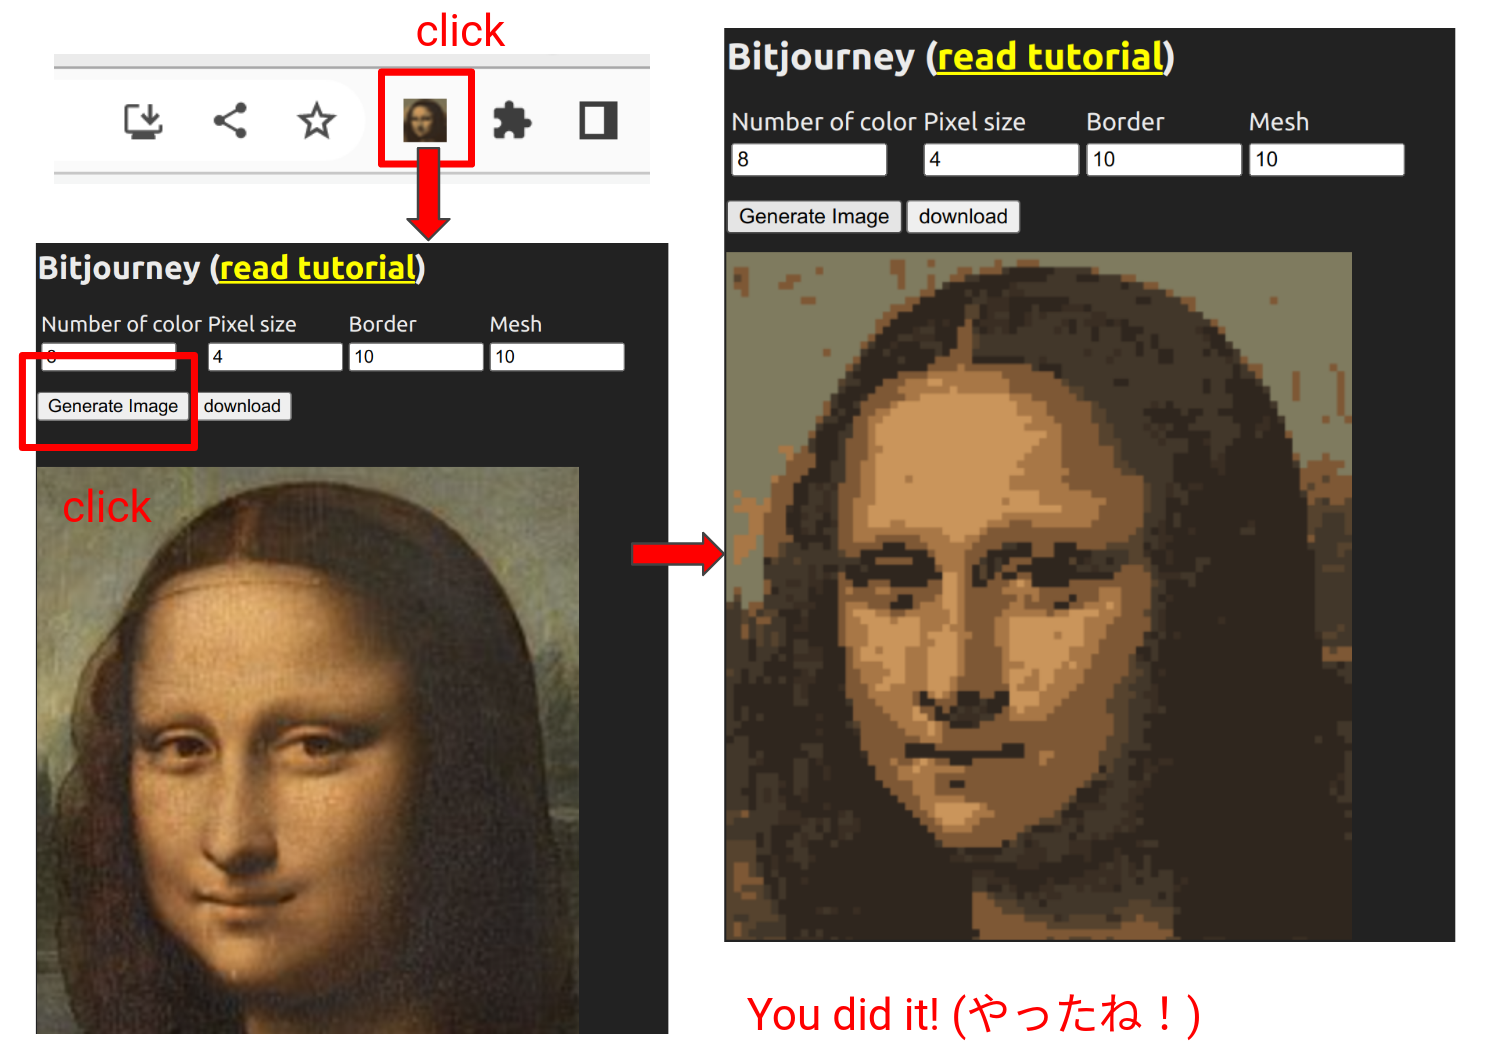 click
Bitjourney (read tutorial)
Number of color Pixel size Border Mesh
8 4 10 10
Generate Image download
click
Bitjourney (read tutorial)
Number of color Pixel size Border Mesh
8 4 10 10
Generate Image download
You did it! (やったね！)